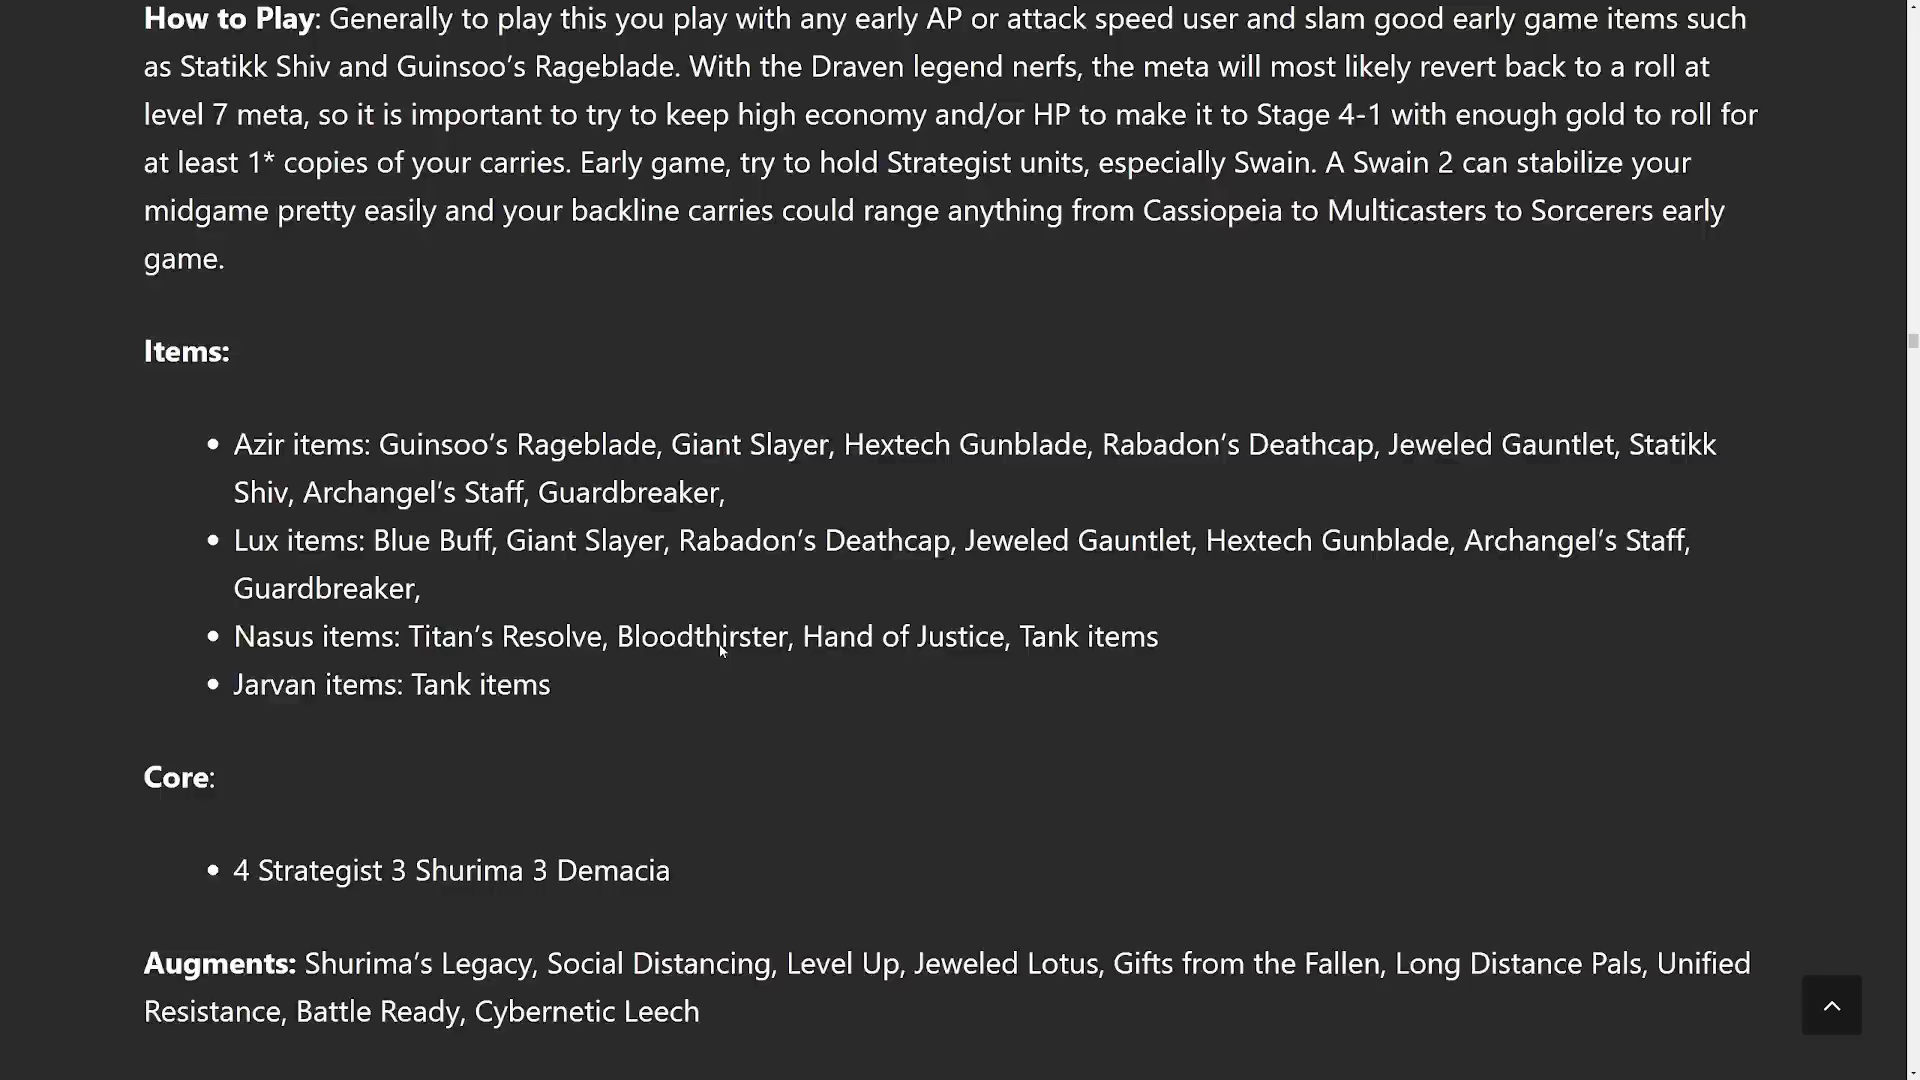 How to Play: Generally to play this you play with any early AP or attack speed user and slam good early game items such
as Statikk Shiv and Guinsoo’s Rageblade. With the Draven legend nerfs, the meta will most likely revert back to a roll at
level 7 meta, so it is important to try to keep high economy and/or HP to make it to Stage 4-1 with enough gold to roll for
at least 1* copies of your carries. Early game, try to hold Strategist units, especially Swain. A Swain 2 can stabilize your
midgame pretty easily and your backline carries could range anything from Cassiopeia to Multicasters to Sorcerers early
game.
Items:
• Azir items: Guinsoo’s Rageblade, Giant Slayer, Hextech Gunblade, Rabadon’s Deathcap, Jeweled Gauntlet, Statikk
Shiv, Archangel’s Staff, Guardbreaker,
• Lux items: Blue Buff, Giant Slayer, Rabadon’s Deathcap, Jeweled Gauntlet, Hextech Gunblade, Archangel’s Staff,
Guardbreaker,
• Nasus items: Titan’s Resolve, Bloodthirster, Hand of Justice, Tank items
• Jarvan items: Tank items
Core:
• 4 Strategist 3 Shurima 3 Demacia
Augments: Shurima’s Legacy, Social Distancing, Level Up, Jeweled Lotus, Gifts from the Fallen, Long Distance Pals, Unified
Resistance, Battle Ready, Cybernetic Leech